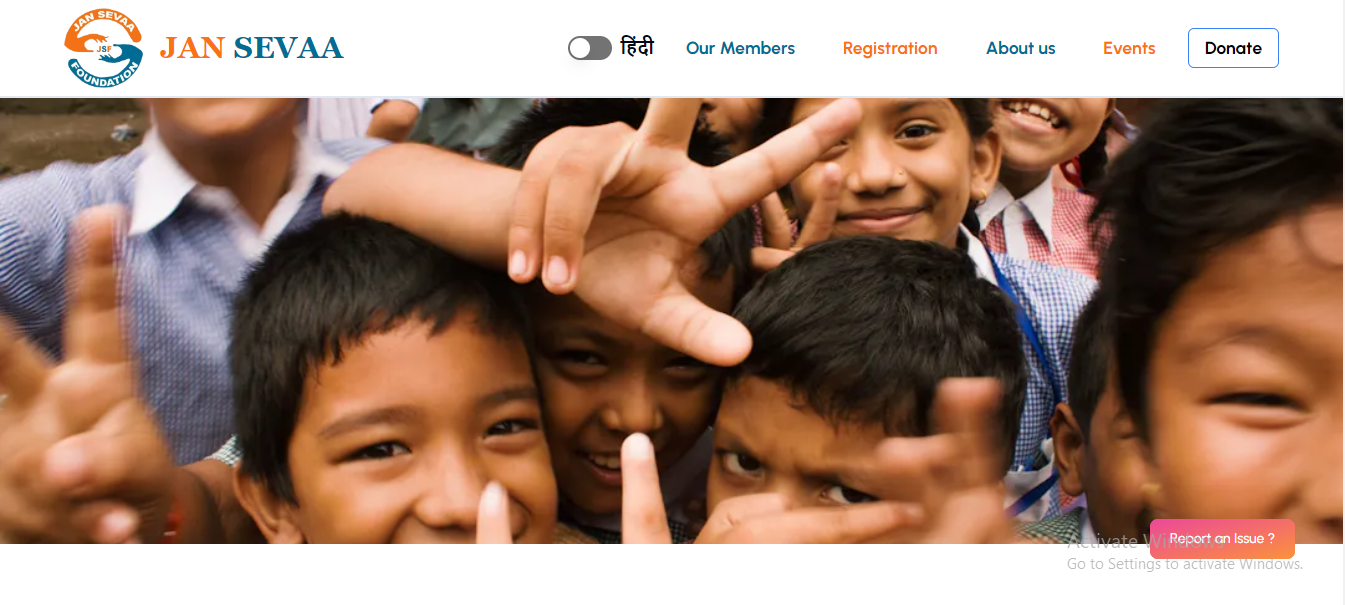 JAN SEVAA
JSF
FOUNDATION
JAN SEVAA
हिंदी
Our Members
Registration
About us
Events
Donate
Report an Issue ?
Activate Windows
Go to Settings to activate Windows.